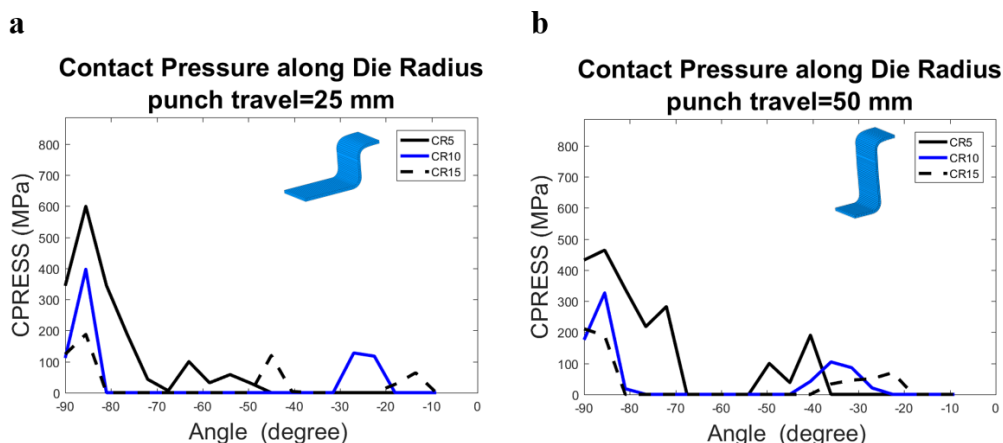 a
Contact Pressure along Die Radius
punch travel=25 mm
CR5
CR10
CR15
800
700
600
500
400
300
200
100
0
CPRESS (MPa)
-90 -80 -70 -60 -50 -40 -30 -20 -10 0
Angle (degree)
b
Contact Pressure along Die Radius
punch travel=50 mm
CR5
CR10
CR15
800
700
600
500
400
300
200
100
0
CPRESS (MPa)
-90 -80 -70 -60 -50 -40 -30 -20 -10 0
Angle (degree)